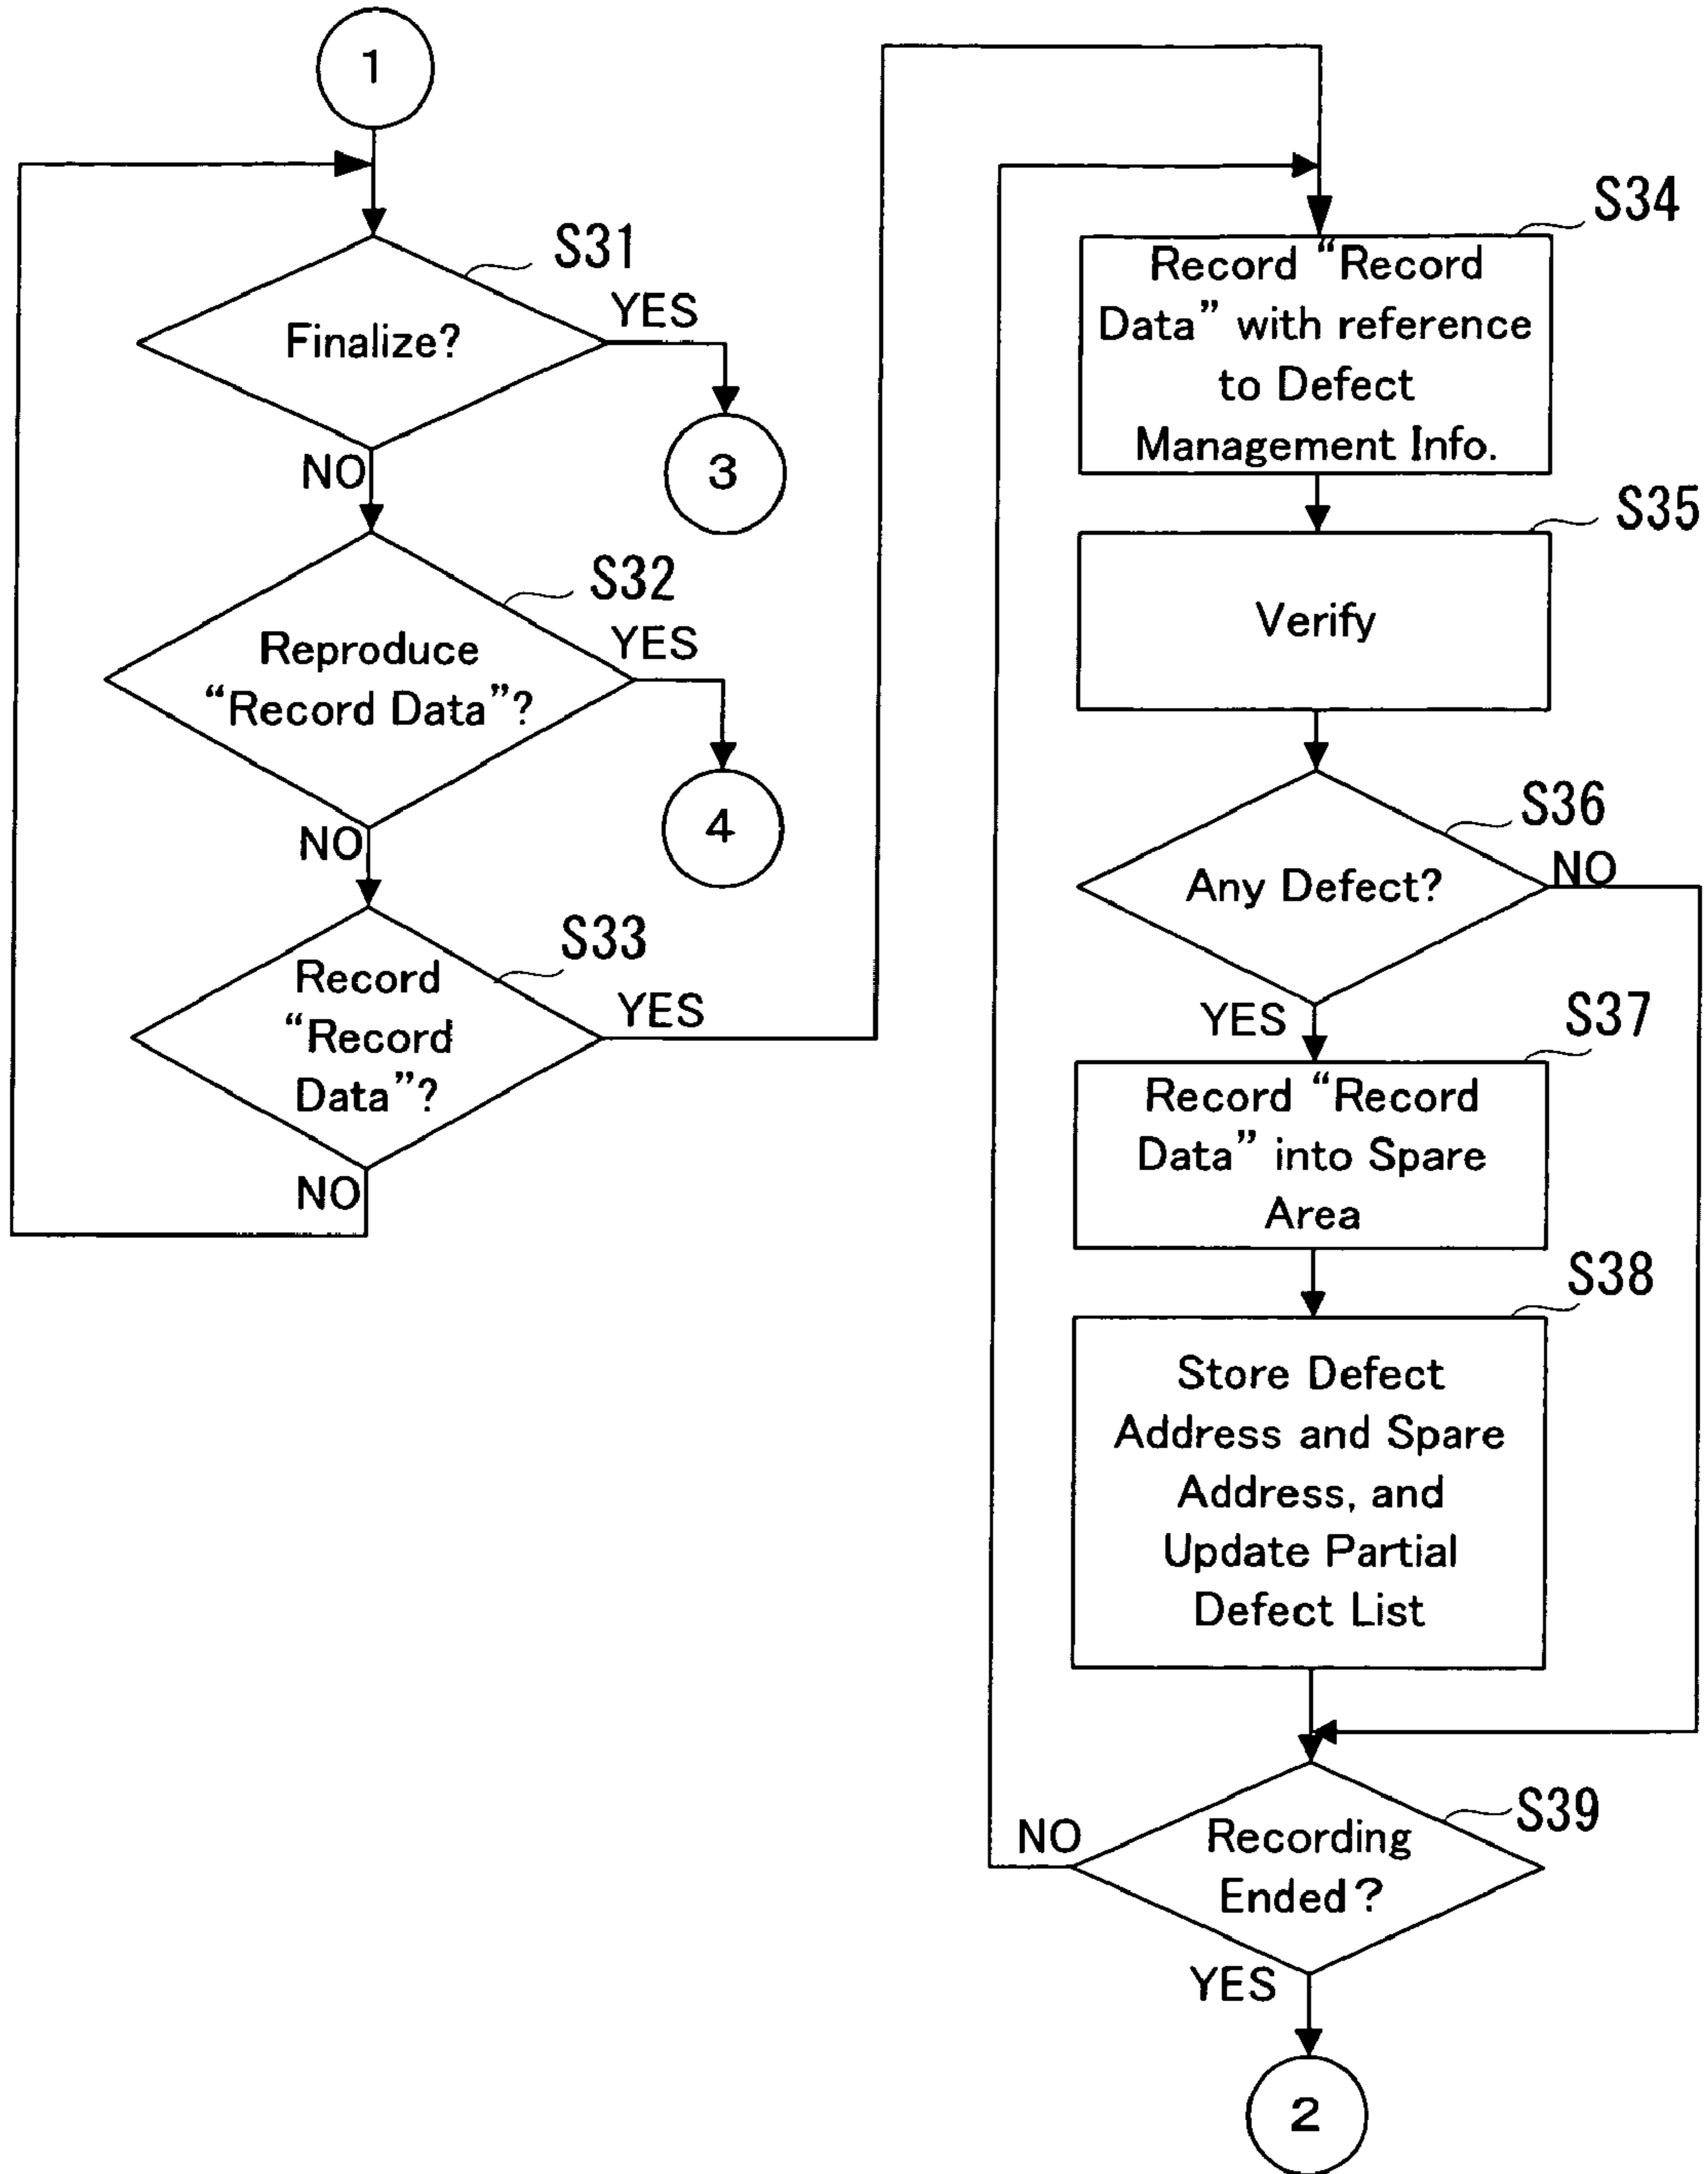 1
S31
Finalize?
YES
NO
3
S32
Reproduce
“Record Data”?
YES
NO
4
S33
Record
“Record
Data”?
YES
NO
S34
Record “Record
Data” with reference
to Defect
Management Info.
S35
Verify
S36
Any Defect?
NO
YES
S37
Record “Record
Data” into Spare
Area
S38
Store Defect
Address and Spare
Address, and
Update Partial
Defect List
S39
Recording
Ended?
NO
YES
2